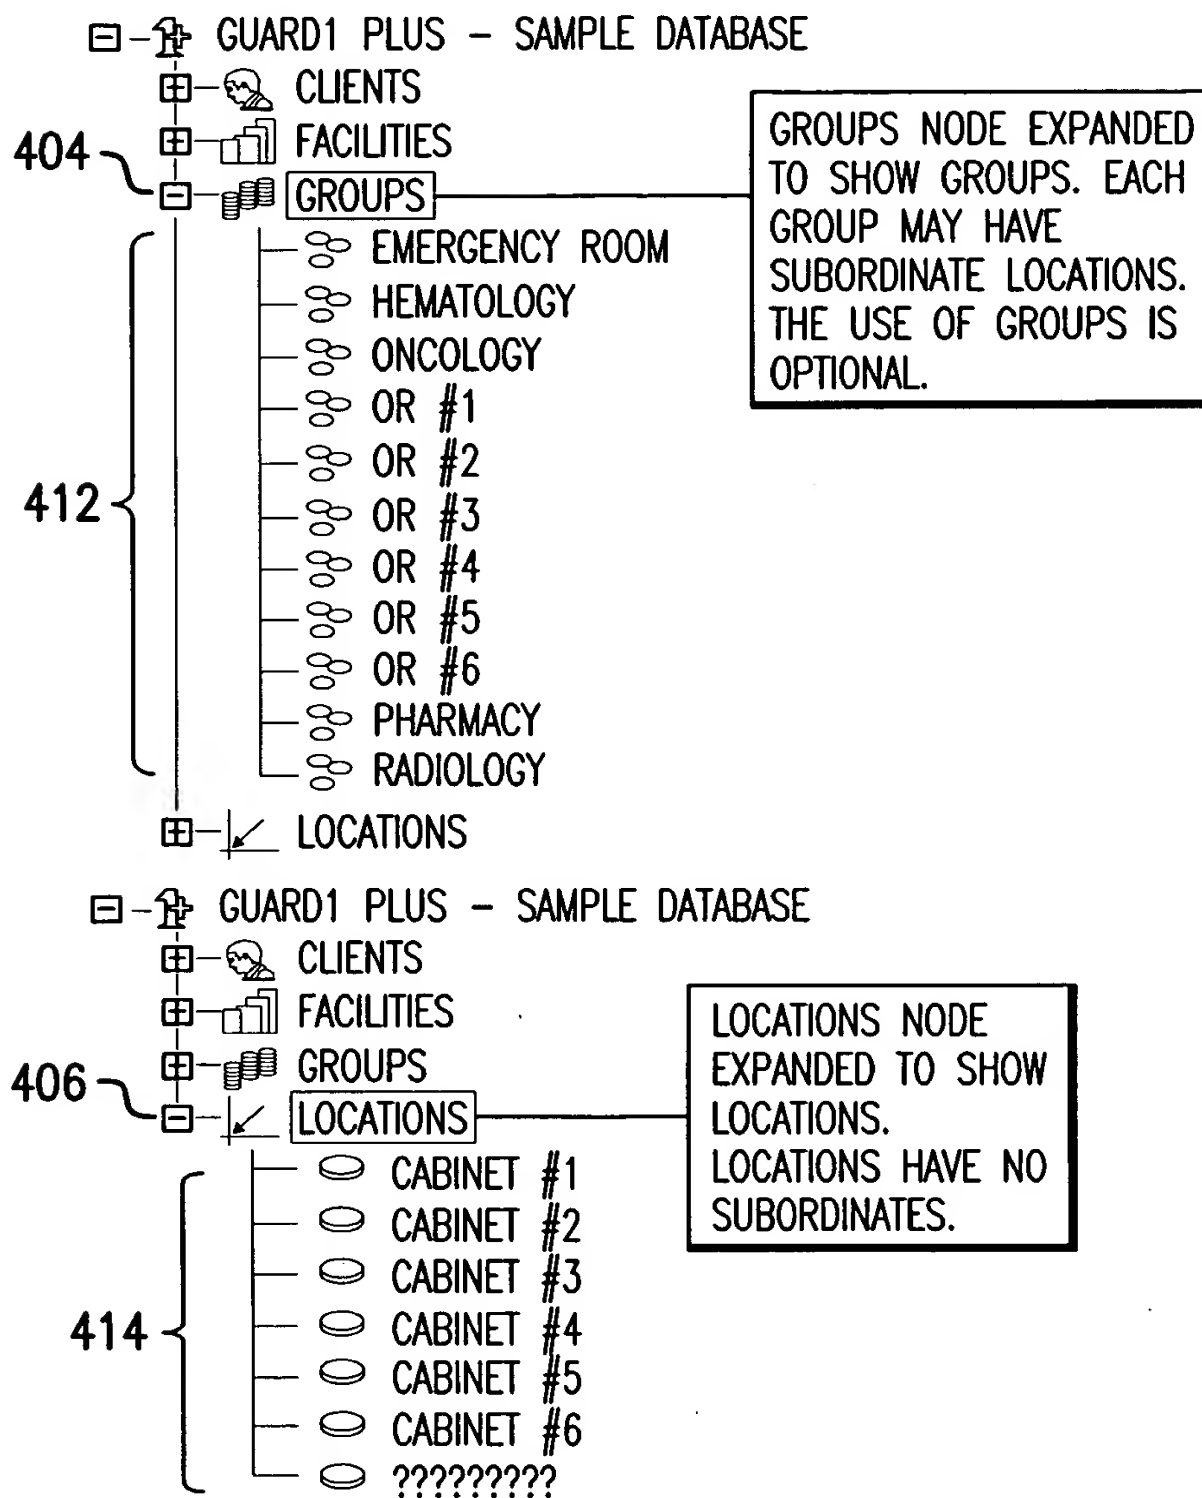 GUARD1 PLUS – SAMPLE DATABASE
CLIENTS
FACILITIES
404
GROUPS
GROUPS NODE EXPANDED
TO SHOW GROUPS. EACH
GROUP MAY HAVE
SUBORDINATE LOCATIONS.
THE USE OF GROUPS IS
OPTIONAL.
412
EMERGENCY ROOM
HEMATOLOGY
ONCOLOGY
OR #1
OR #2
OR #3
OR #4
OR #5
OR #6
PHARMACY
RADIOLOGY
LOCATIONS
GUARD1 PLUS – SAMPLE DATABASE
CLIENTS
FACILITIES
GROUPS
406
LOCATIONS
LOCATIONS NODE
EXPANDED TO SHOW
LOCATIONS.
LOCATIONS HAVE NO
SUBORDINATES.
414
CABINET #1
CABINET #2
CABINET #3
CABINET #4
CABINET #5
CABINET #6
?????????